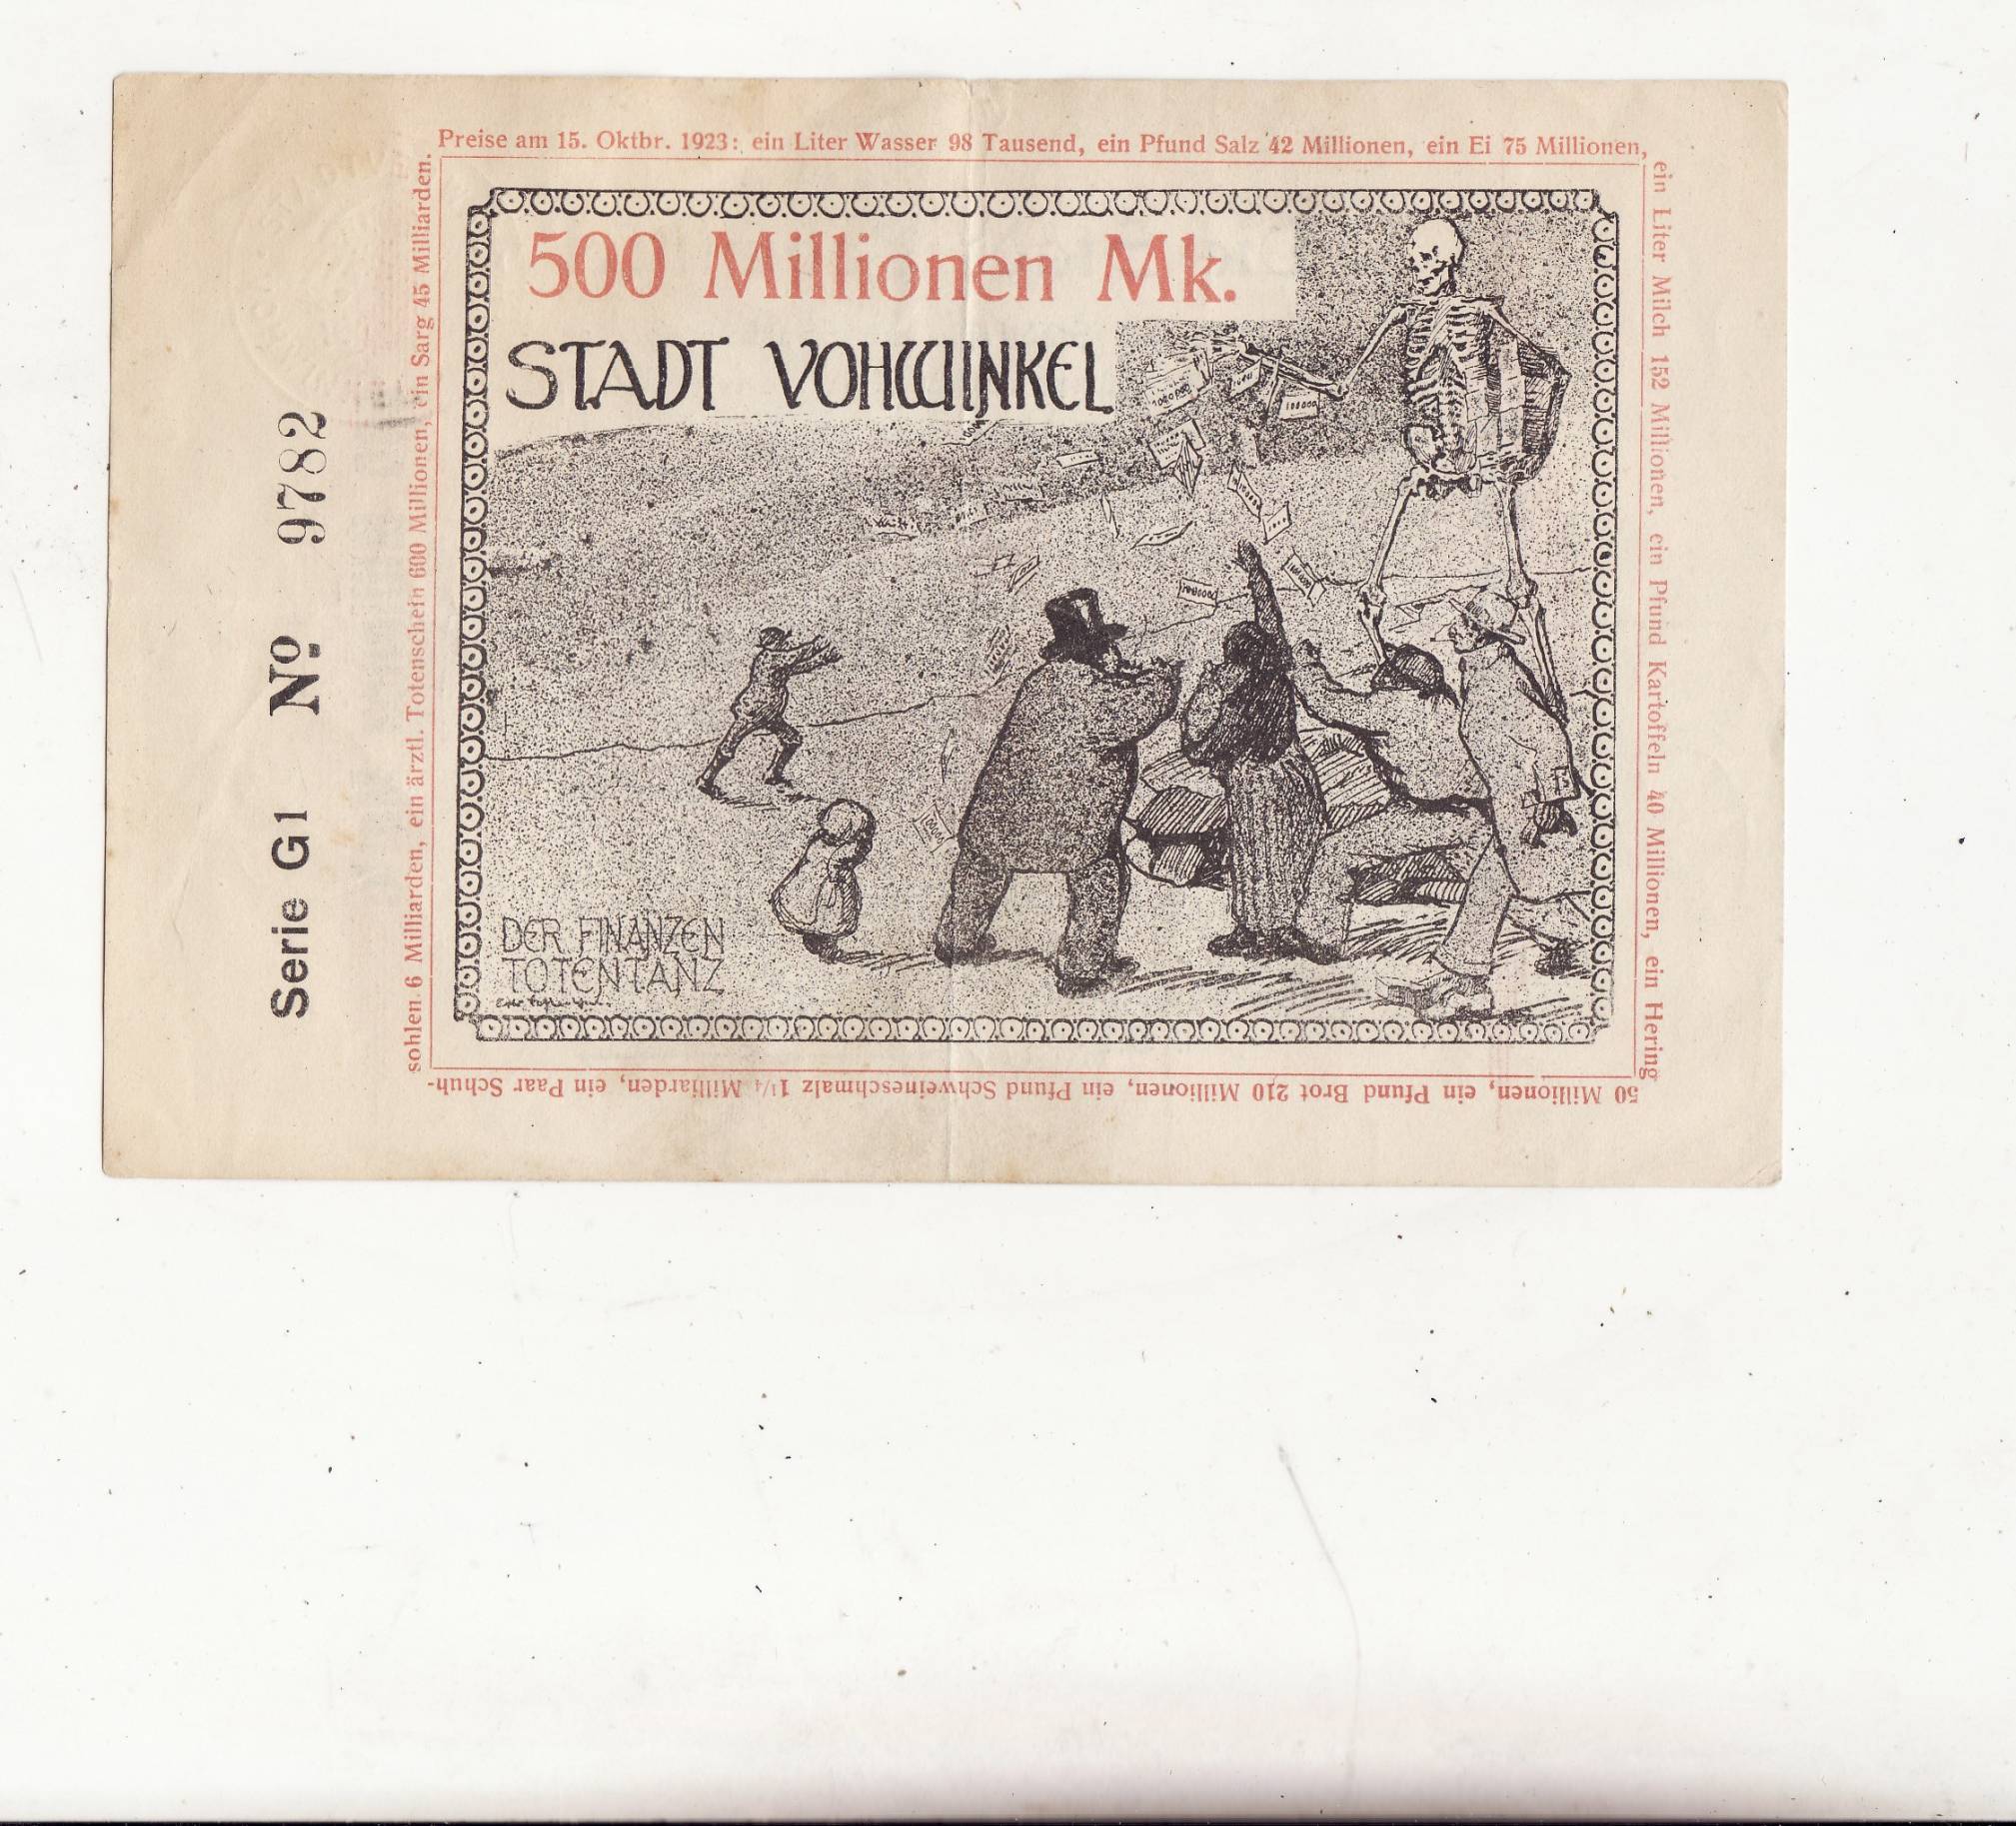 Preise am 15. Oktbr. 1923: ein Liter Wasser 98 Tausend, ein Pfund Salz 42 Millionen, ein Ei 75 Millionen,
ein Liter Milch 152 Millionen, ein Pfund Kartoffeln 40 Millionen, ein Hering
50 Millionen, ein Pfund Brot 210 Millionen, ein Pfund Schweineschmalz 1¼ Milliarden, ein Paar Schuh-
sohlen 6 Milliarden, ein ärztl. Totenschein 600 Millionen, ein Sarg 45 Milliarden.
500 Millionen Mk.
STADT VOHWINKEL
DER FINANZEN
TOTENTANZ
Serie G1 No 9782